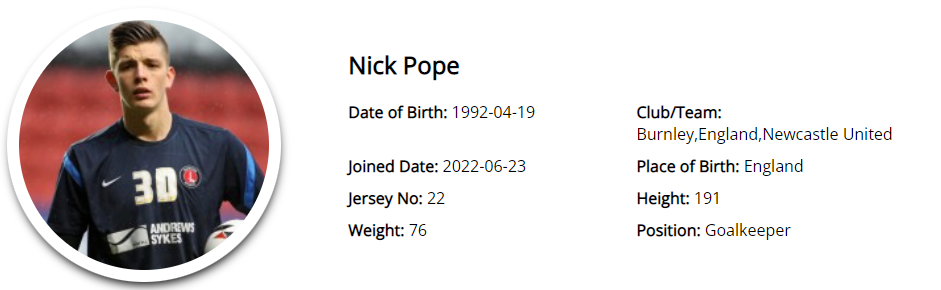 Nick Pope
Date of Birth: 1992-04-19
Club/Team:
Burnley,England,Newcastle United
Joined Date: 2022-06-23
Place of Birth: England
Jersey No: 22
Height: 191
Weight: 76
Position: Goalkeeper
30
ANDREWS
SYKES